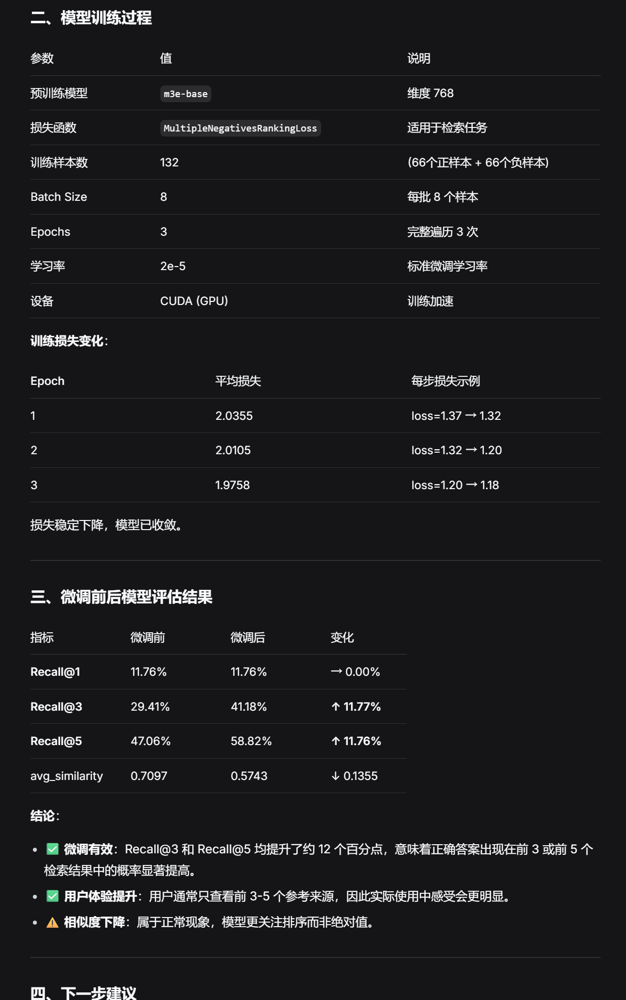 二、模型训练过程
参数 值 说明
预训练模型 m3e-base 维度 768
损失函数 MultipleNegativesRankingLoss 适用于检索任务
训练样本数 132 (66个正样本 + 66个负样本)
Batch Size 8 每批 8 个样本
Epochs 3 完整遍历 3 次
学习率 2e-5 标准微调学习率
设备 CUDA (GPU) 训练加速
训练损失变化：
Epoch 平均损失 每步损失示例
1 2.0355 loss=1.37 → 1.32
2 2.0105 loss=1.32 → 1.20
3 1.9758 loss=1.20 → 1.18
损失稳定下降，模型已收敛。
三、微调前后模型评估结果
指标 微调前 微调后 变化
Recall@1 11.76% 11.76% → 0.00%
Recall@3 29.41% 41.18% ↑ 11.77%
Recall@5 47.06% 58.82% ↑ 11.76%
avg_similarity 0.7097 0.5743 ↓ 0.1355
结论：
• ✅ 微调有效：Recall@3 和 Recall@5 均提升了约 12 个百分点，意味着正确答案出现在前 3 或前 5 个
检索结果中的概率显著提高。
• ✅ 用户体验提升：用户通常只查看前 3-5 个参考来源，因此实际使用中感受会更明显。
• ⚠️ 相似度下降：属于正常现象，模型更关注排序而非绝对值。
四、下一步建议